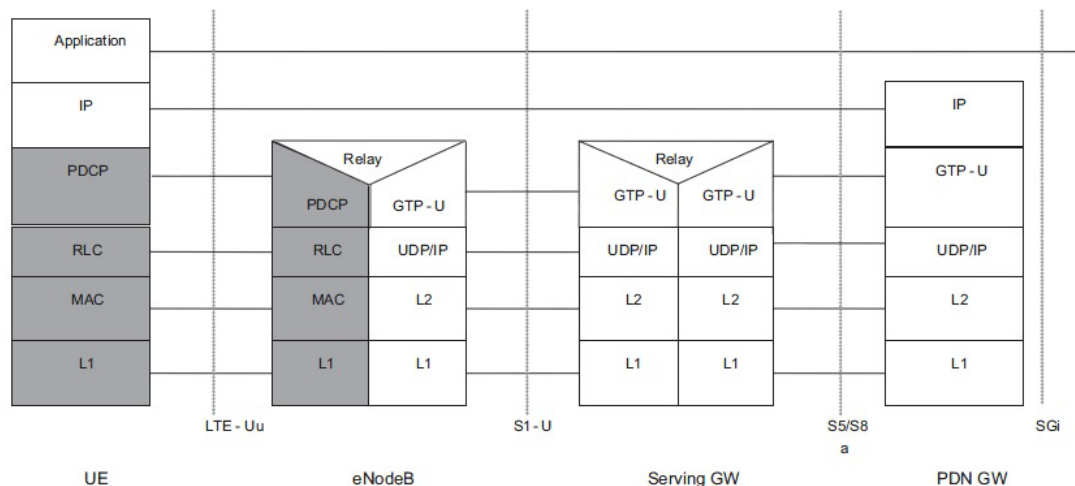 Application
IP
IP
PDCP
Relay
Relay
GTP - U
PDCP
GTP - U
GTP - U
GTP - U
RLC
RLC
UDP/IP
UDP/IP
UDP/IP
UDP/IP
MAC
MAC
L2
L2
L2
L2
L1
L1
L1
L1
L1
L1
LTE - Uu
S1 - U
S5/S8
a
SGi
UE
eNodeB
Serving GW
PDN GW